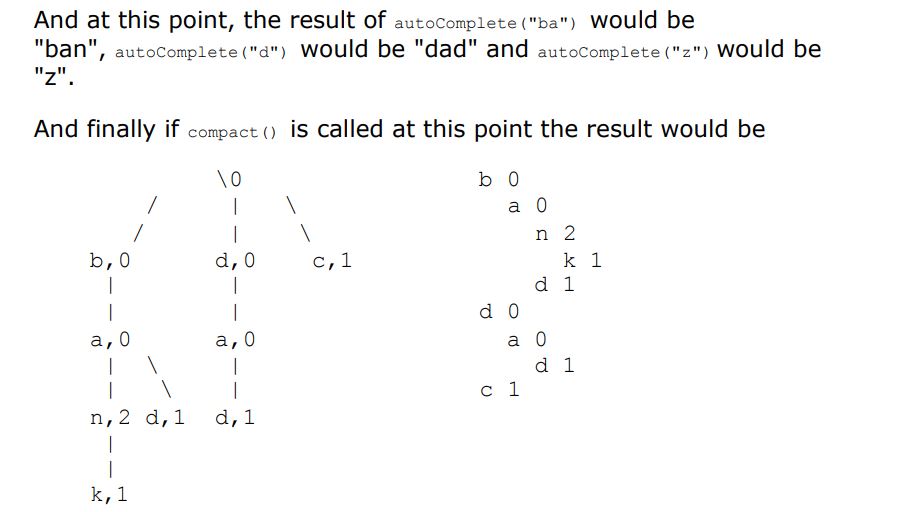 And at this point, the result of autoComplete("ba") would be
"ban", autoComplete("d") would be "dad" and autoComplete("z") would be
"z".
And finally if compact() is called at this point the result would be
\0 b 0
/ | \ a 0
/ | \ n 2
b,0 d,0 c,1 k 1
| | d 1
| | d 0
a,0 a,0 a 0
| \ | d 1
| \ | c 1
n,2 d,1 d,1
|
|
k,1